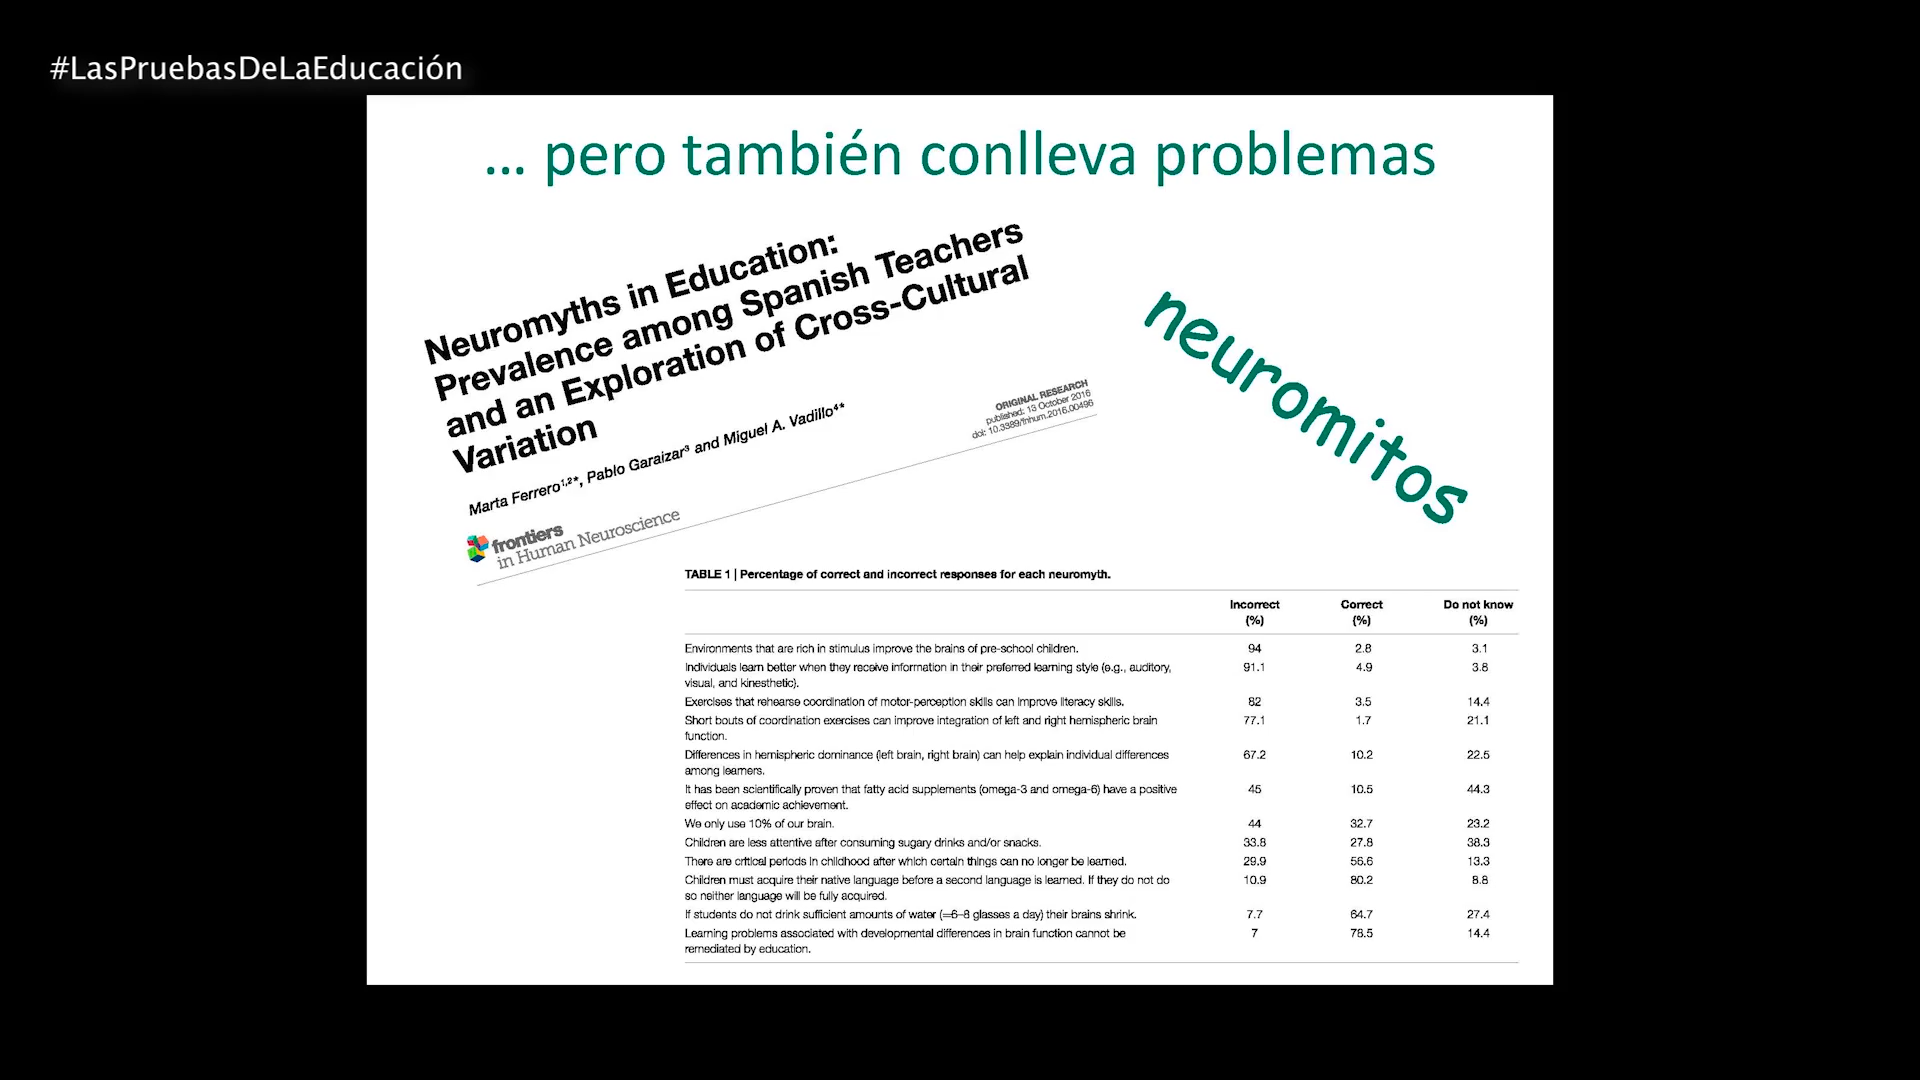 #LasPruebasDeLaEducación
... pero también conlleva problemas
Neuromyths in Education:
Prevalence among Spanish Teachers
and an Exploration of Cross-Cultural
Variation
Marta Ferrero1,2*, Pablo Garaizar3 and Miguel A. Vadillo4*
ORIGINAL RESEARCH
published: 13 October 2016
doi: 10.3389/fnhum.2016.00496
frontiers
in Human Neuroscience
neuromitos
TABLE 1 | Percentage of correct and incorrect responses for each neuromyth.
Incorrect Correct Do not know
(%) (%) (%)
Environments that are rich in stimulus improve the brains of pre-school children. 94 2.8 3.1
Individuals learn better when they receive information in their preferred learning style (e.g., auditory, 91.1 4.9 3.8
visual, and kinesthetic).
Exercises that rehearse coordination of motor-perception skills can improve literacy skills. 82 3.5 14.4
Short bouts of coordination exercises can improve integration of left and right hemispheric brain 77.1 1.7 21.1
function.
Differences in hemispheric dominance (left brain, right brain) can help explain individual differences 67.2 10.2 22.5
among learners.
It has been scientifically proven that fatty acid supplements (omega-3 and omega-6) have a positive 45 10.5 44.3
effect on academic achievement.
We only use 10% of our brain. 44 32.7 23.2
Children are less attentive after consuming sugary drinks and/or snacks. 33.8 27.8 38.3
There are critical periods in childhood after which certain things can no longer be learned. 29.9 56.6 13.3
Children must acquire their native language before a second language is learned. If they do not do 10.9 80.2 8.8
so neither language will be fully acquired.
If students do not drink sufficient amounts of water (=6–8 glasses a day) their brains shrink. 7.7 64.7 27.4
Learning problems associated with developmental differences in brain function cannot be 7 78.5 14.4
remediated by education.